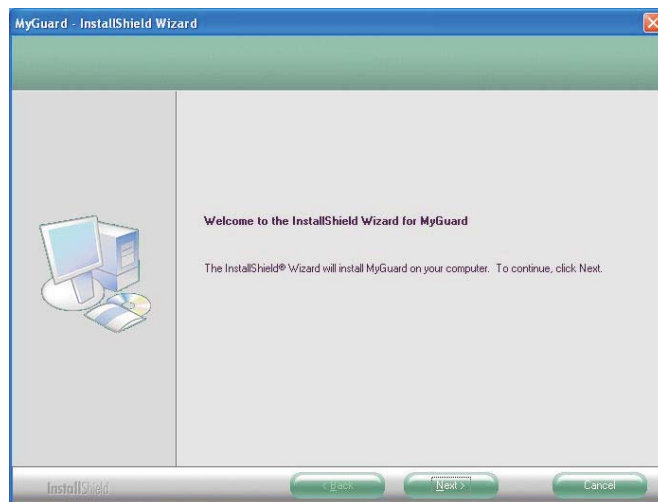 MyGuard - InstallShield Wizard
Welcome to the InstallShield Wizard for MyGuard
The InstallShield® Wizard will install MyGuard on your computer. To continue, click Next.
InstallShield
< Back
Next >
Cancel